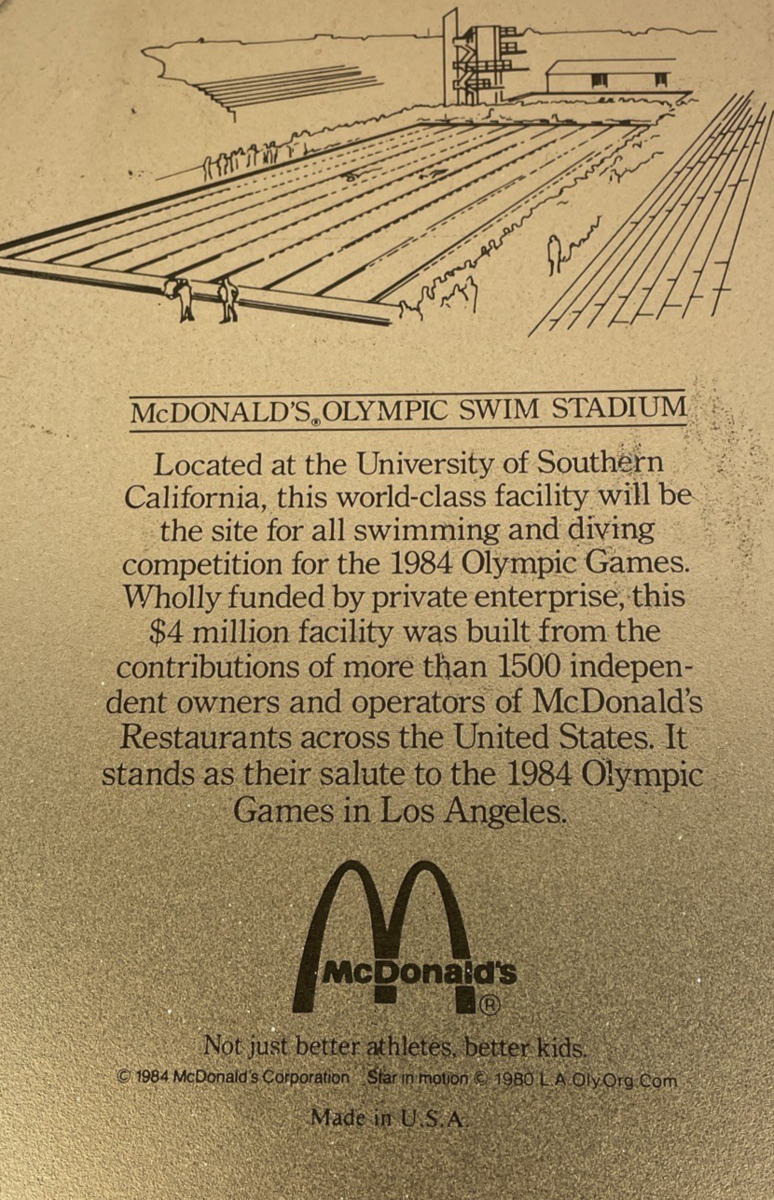 McDONALD'S® OLYMPIC SWIM STADIUM
Located at the University of Southern
California, this world-class facility will be
the site for all swimming and diving
competition for the 1984 Olympic Games.
Wholly funded by private enterprise, this
$4 million facility was built from the
contributions of more than 1500 indepen-
dent owners and operators of McDonald's
Restaurants across the United States. It
stands as their salute to the 1984 Olympic
Games in Los Angeles.
McDonald's
®
Not just better athletes, better kids.
© 1984 McDonald's Corporation Star in motion © 1980 L.A.Oly.Org.Com
Made in U.S.A.